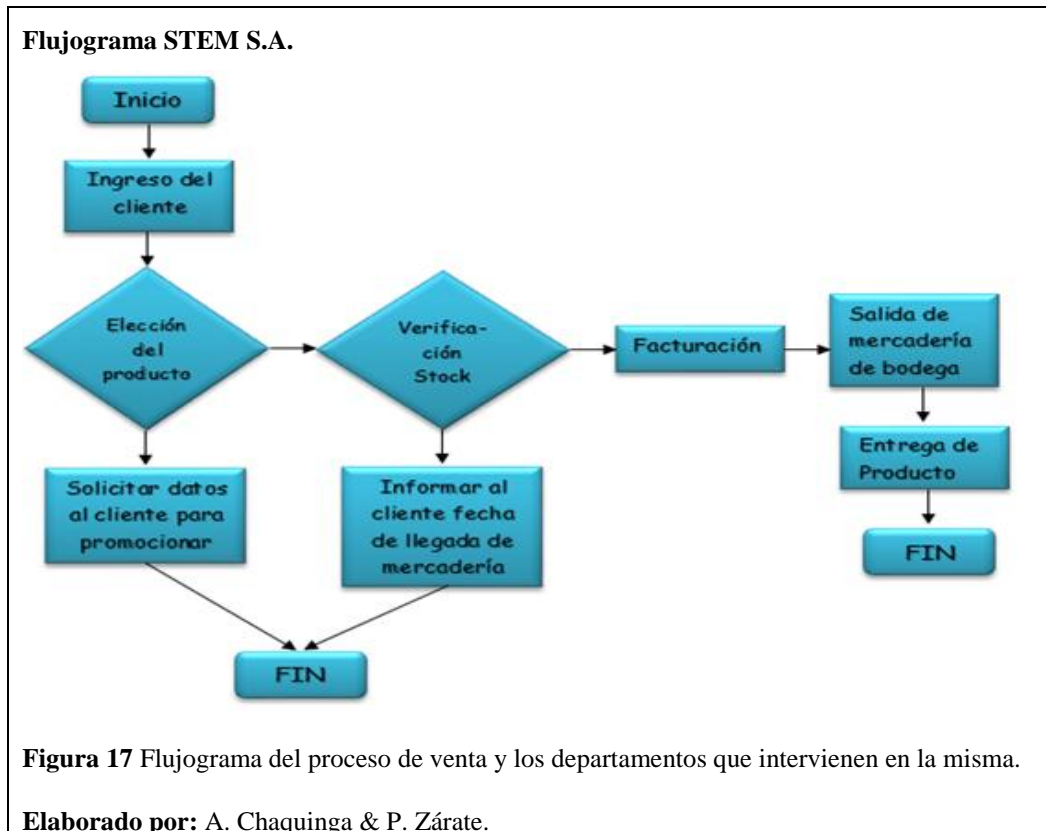 Flujograma STEM S.A.
Inicio
Ingreso del
cliente
Elección
del
producto
Verifica-
ción
Stock
Facturación
Salida de
mercadería
de bodega
Solicitar datos
al cliente para
promocionar
Informar al
cliente fecha
de llegada de
mercadería
Entrega de
Producto
FIN
FIN
Figura 17 Flujograma del proceso de venta y los departamentos que intervienen en la misma.
Elaborado por: A. Chaquinga & P. Zárate.